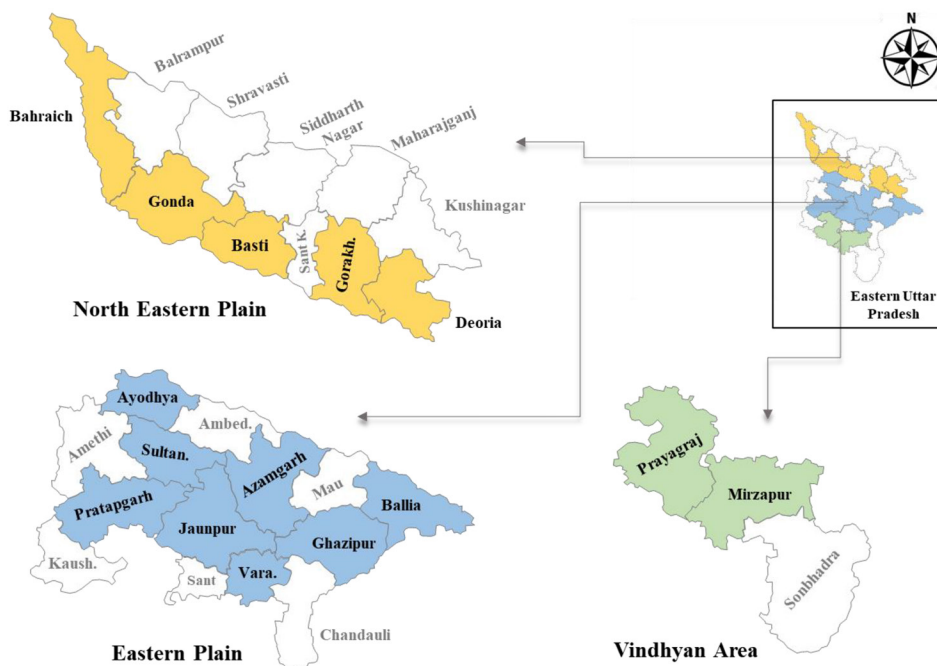 N
Balrampur
Shravasti
Siddharth
Nagar
Maharajganj
Bahraich
Kushinagar
Gonda
Basti
Sant K.
Gorakh.
Deoria
North Eastern Plain
Eastern Uttar
Pradesh
Ayodhya
Ambed.
Amethi
Sultan.
Azamgarh
Mau
Pratapgarh
Ballia
Jaunpur
Ghazipur
Kaush.
Sant
Vara.
Chandauli
Eastern Plain
Prayagraj
Mirzapur
Sonbhadra
Vindhyan Area